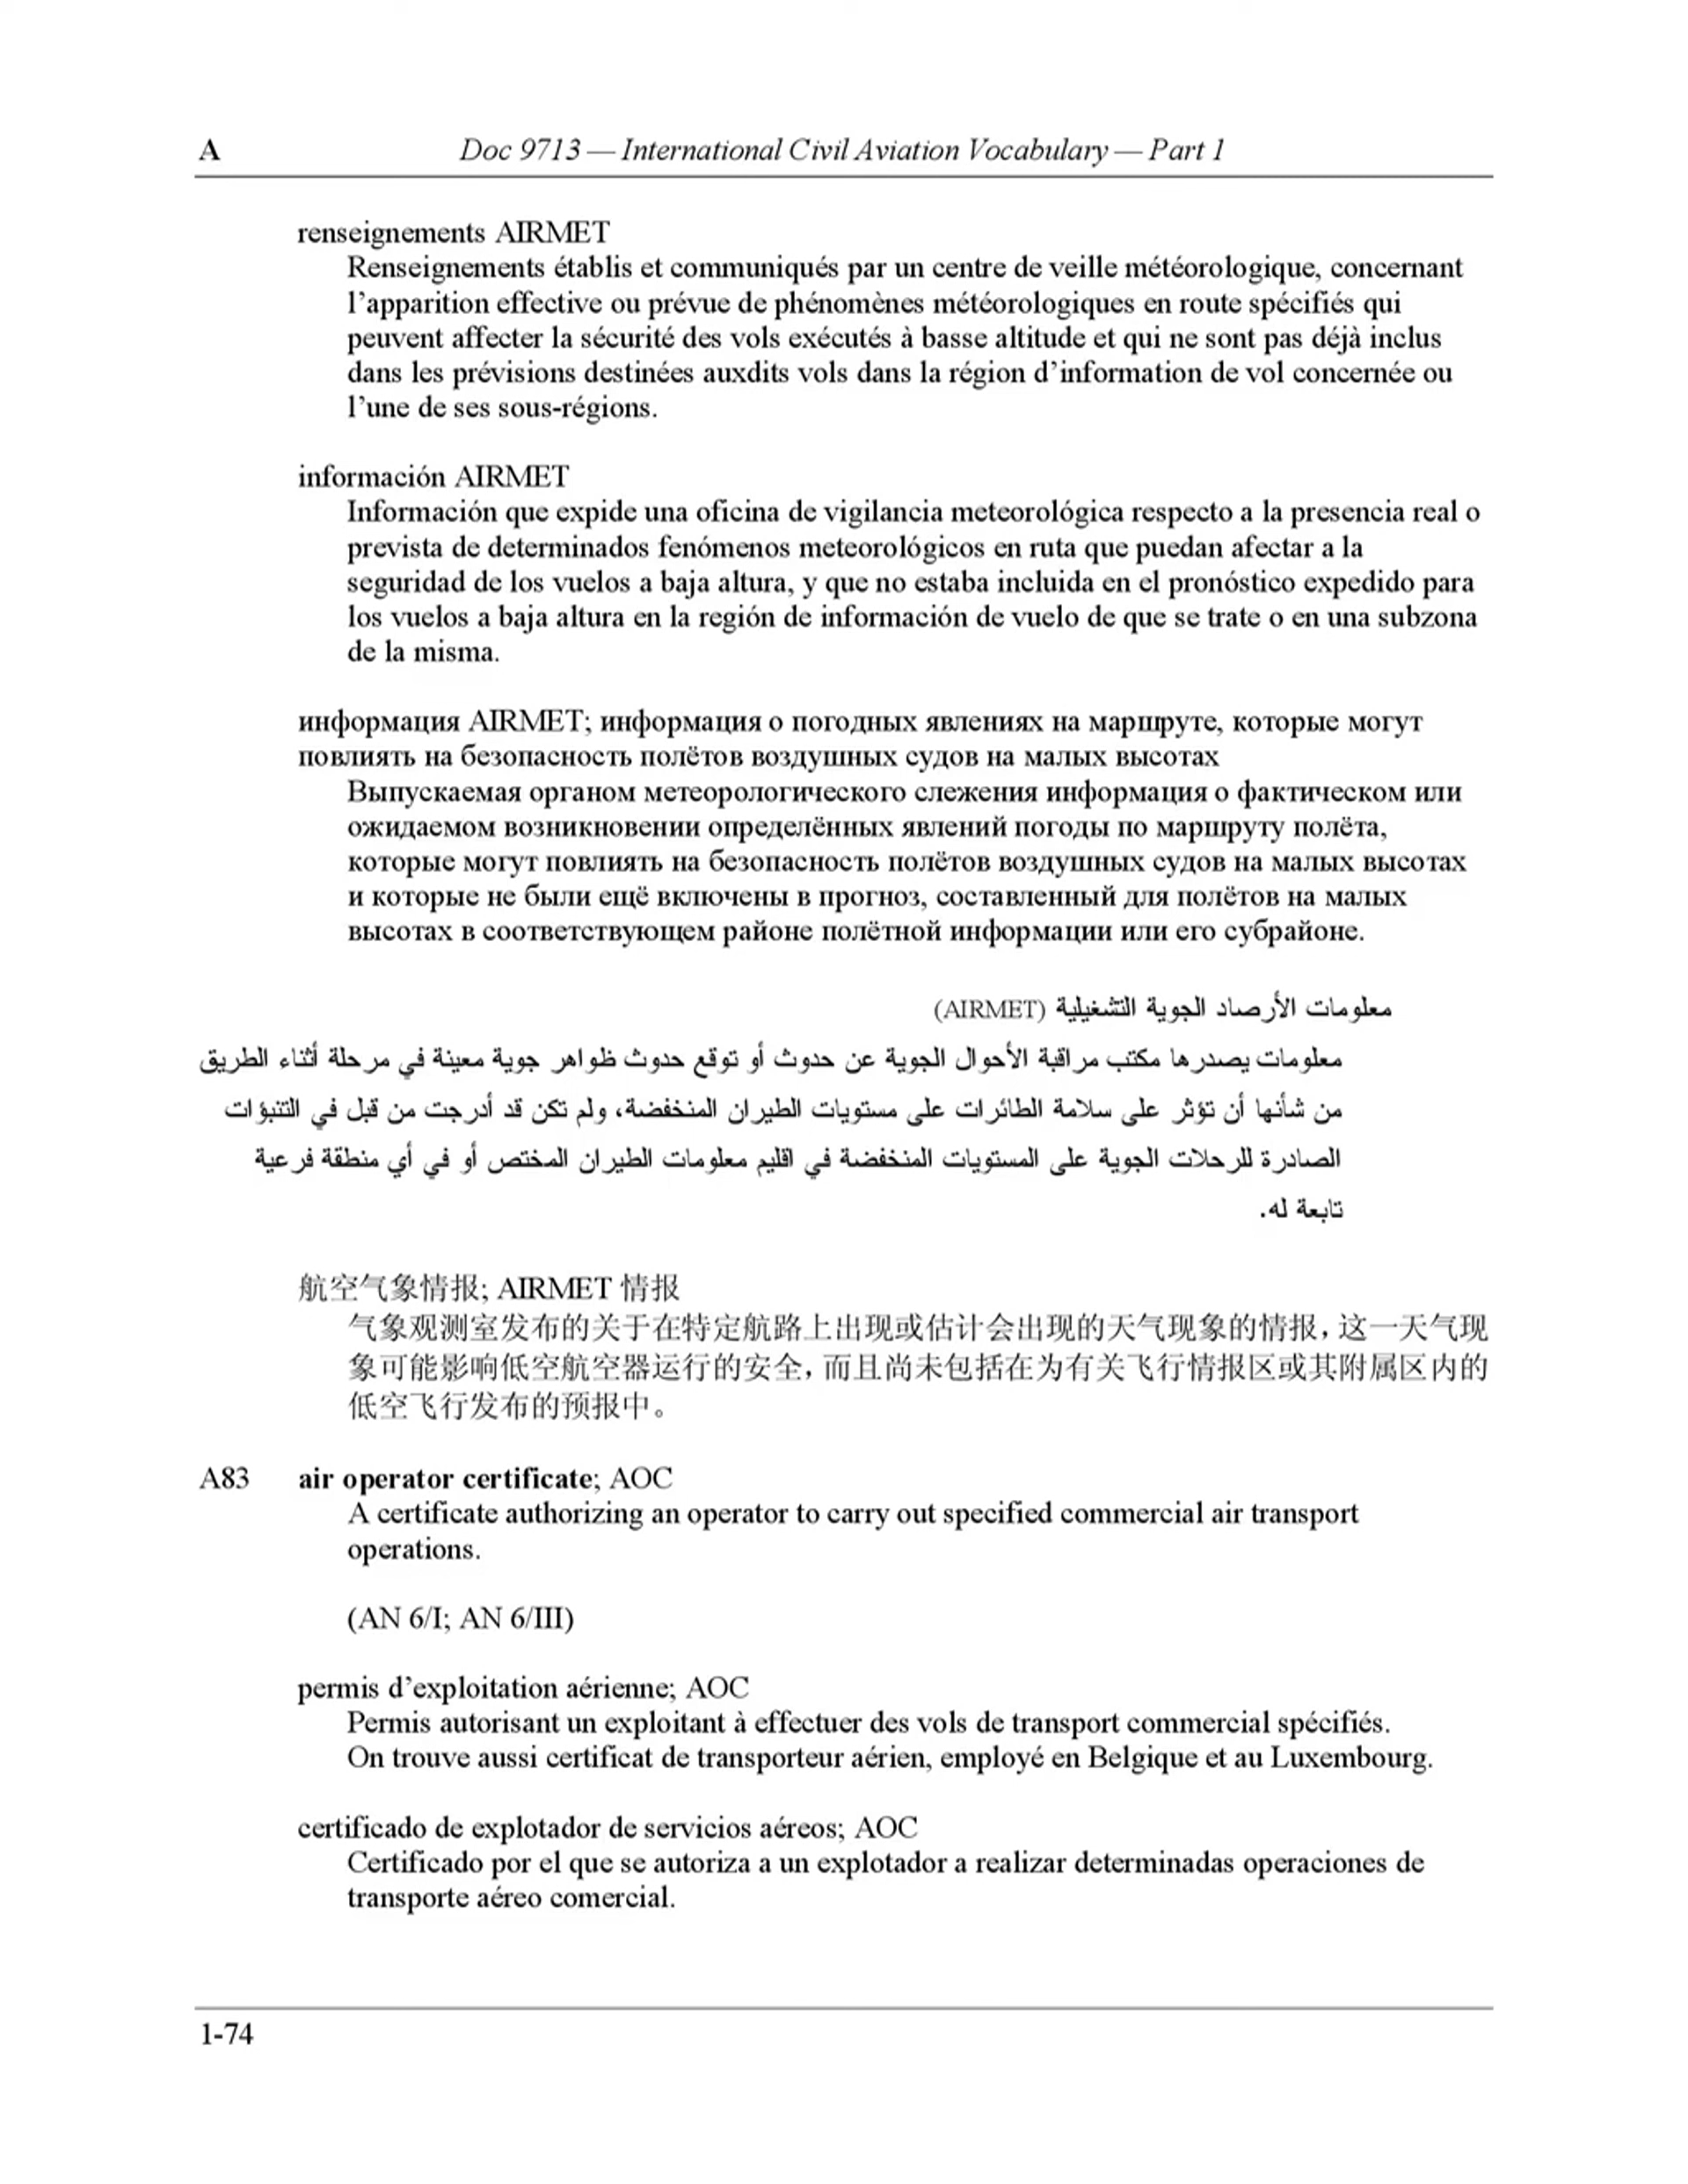 A Doc 9713 — International Civil Aviation Vocabulary — Part 1
renseignements AIRMET
Renseignements établis et communiqués par un centre de veille météorologique, concernant
l’apparition effective ou prévue de phénomènes météorologiques en route spécifiés qui
peuvent affecter la sécurité des vols exécutés à basse altitude et qui ne sont pas déjà inclus
dans les prévisions destinées auxdits vols dans la région d’information de vol concernée ou
l’une de ses sous-régions.
información AIRMET
Información que expide una oficina de vigilancia meteorológica respecto a la presencia real o
prevista de determinados fenómenos meteorológicos en ruta que puedan afectar a la
seguridad de los vuelos a baja altura, y que no estaba incluida en el pronóstico expedido para
los vuelos a baja altura en la región de información de vuelo de que se trate o en una subzona
de la misma.
информация AIRMET; информация о погодных явлениях на маршруте, которые могут
повлиять на безопасность полётов воздушных судов на малых высотах
Выпускаемая органом метеорологического слежения информация о фактическом или
ожидаемом возникновении определённых явлений погоды по маршруту полёта,
которые могут повлиять на безопасность полётов воздушных судов на малых высотах
и которые не были ещё включены в прогноз, составленный для полётов на малых
высотах в соответствующем районе полётной информации или его субрайоне.
معلومات الأرصاد الجوية التشغيلية (AIRMET)
معلومات يصدرها مكتب مراقبة الأحوال الجوية عن حدوث أو توقع حدوث ظواهر جوية معينة في مرحلة أثناء الطريق
من شأنها أن تؤثر على سلامة الطائرات على مستويات الطيران المنخفضة، ولم تكن قد أدرجت من قبل في التنبؤات
الصادرة للرحلات الجوية على المستويات المنخفضة في اقليم معلومات الطيران المختص أو في أي منطقة فرعية
تابعة له.
航空气象情报; AIRMET 情报
气象观测室发布的关于在特定航路上出现或估计会出现的天气现象的情报，这一天气现
象可能影响低空航空器运行的安全，而且尚未包括在为有关飞行情报区或其附属区内的
低空飞行发布的预报中。
A83 air operator certificate; AOC
A certificate authorizing an operator to carry out specified commercial air transport
operations.
(AN 6/I; AN 6/III)
permis d’exploitation aérienne; AOC
Permis autorisant un exploitant à effectuer des vols de transport commercial spécifiés.
On trouve aussi certificat de transporteur aérien, employé en Belgique et au Luxembourg.
certificado de explotador de servicios aéreos; AOC
Certificado por el que se autoriza a un explotador a realizar determinadas operaciones de
transporte aéreo comercial.
1-74